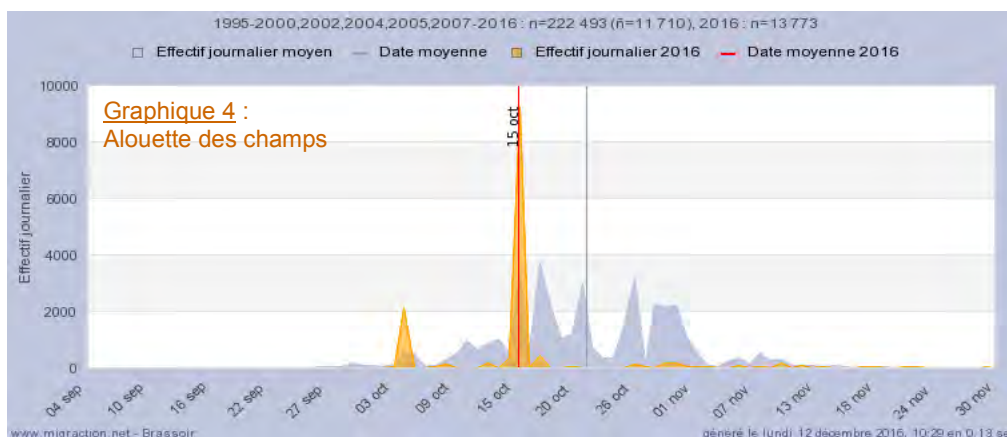 1995-2000,2002,2004,2005,2007-2016 : n=222 493 (ñ=11 710), 2016 : n=13 773
Effectif journalier moyen Date moyenne Effectif journalier 2016 Date moyenne 2016
Graphique 4 :
Alouette des champs
15 oct
Effectif journalier
10000
8000
6000
4000
2000
0
04 sep 10 sep 16 sep 22 sep 27 sep 03 oct 09 oct 15 oct 20 oct 26 oct 01 nov 07 nov 13 nov 18 nov 24 nov 30 nov
www.migraction.net - Brassoir généré le lundi 12 décembre 2016, 10:29 en 0.13 se